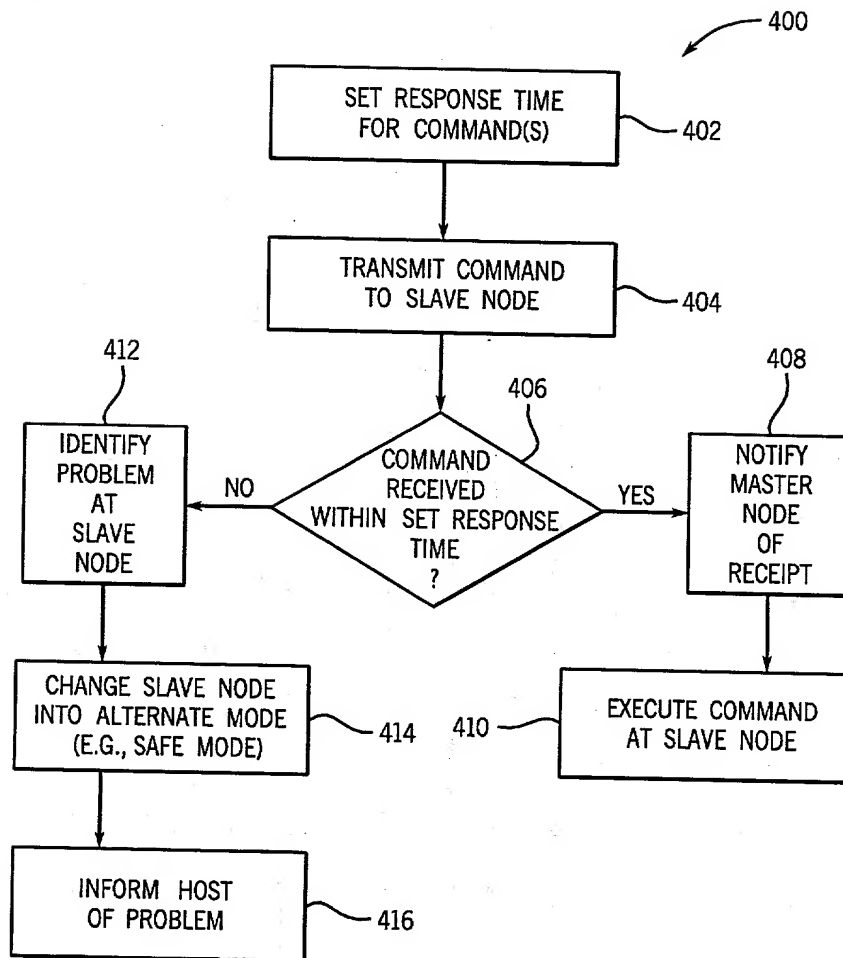 400
SET RESPONSE TIME
FOR COMMAND(S)
402
TRANSMIT COMMAND
TO SLAVE NODE
404
412
406
408
IDENTIFY
PROBLEM
AT
SLAVE
NODE
NO
COMMAND
RECEIVED
WITHIN SET RESPONSE
TIME
?
YES
NOTIFY
MASTER
NODE
OF
RECEIPT
CHANGE SLAVE NODE
INTO ALTERNATE MODE
(E.G., SAFE MODE)
414
410
EXECUTE COMMAND
AT SLAVE NODE
INFORM HOST
OF PROBLEM
416